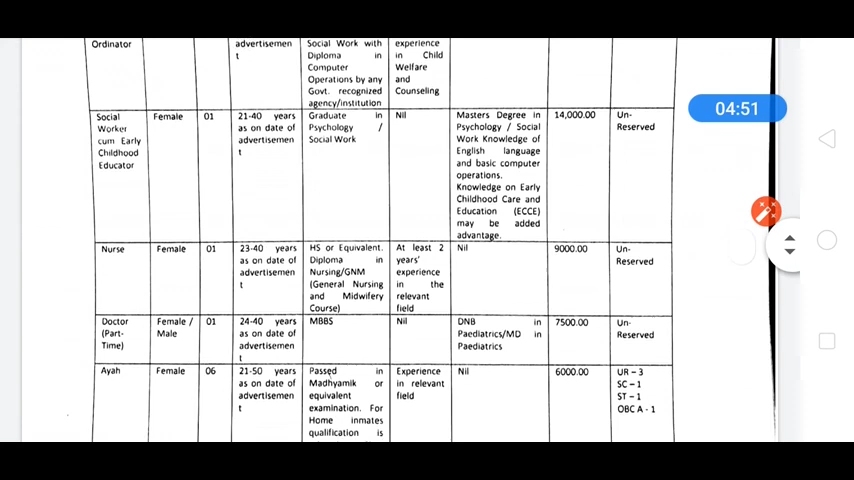 Ordinator
advertisemen
t
Social Work with
Diploma in
Computer
Operations by any
Govt. recognized
agency/institution
experience
in Child
Welfare
and
Counseling
Social
Worker
cum Early
Childhood
Educator
Female
01
21-40 years
as on date of
advertisemen
t
Graduate in
Psychology /
Social Work
Nil
Masters Degree in
Psychology / Social
Work Knowledge of
English language
and basic computer
operations.
Knowledge on Early
Childhood Care and
Education (ECCE)
may be added
advantage.
14,000.00
Un-
Reserved
Nurse
Female
01
23-40 years
as on date of
advertisemen
t
HS or Equivalent.
Diploma in
Nursing/GNM
(General Nursing
and Midwifery
Course)
At least 2
years'
experience
in the
relevant
field
Nil
9000.00
Un-
Reserved
Doctor
(Part-
Time)
Female /
Male
01
24-40 years
as on date of
advertisemen
t
MBBS
Nil
DNB in
Paediatrics/MD in
Paediatrics
7500.00
Un-
Reserved
Ayah
Female
06
21-50 years
as on date of
advertisemen
t
Passed in
Madhyamik or
equivalent
examination. For
Home inmates
qualification is
Experience
in relevant
field
Nil
6000.00
UR – 3
SC – 1
ST – 1
OBC A - 1
04:51